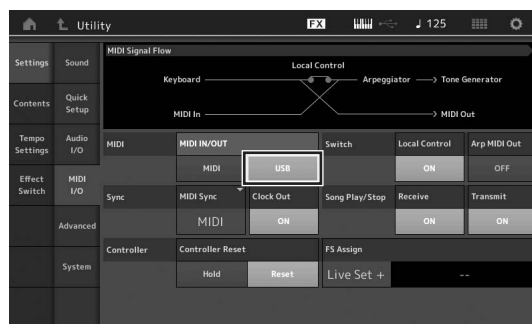 Utility FX ♩ 125
MIDI Signal Flow
Settings Sound
Local Control
Keyboard Arpeggiator Tone Generator
Contents Quick Setup
MIDI In MIDI Out
Tempo Settings Audio I/O
MIDI MIDI IN/OUT Switch Local Control Arp MIDI Out
MIDI USB ON OFF
Effect Switch MIDI I/O
Sync MIDI Sync Clock Out Song Play/Stop Receive Transmit
MIDI ON ON ON
Advanced
Controller Controller Reset FS Assign
System
Hold Reset Live Set + --